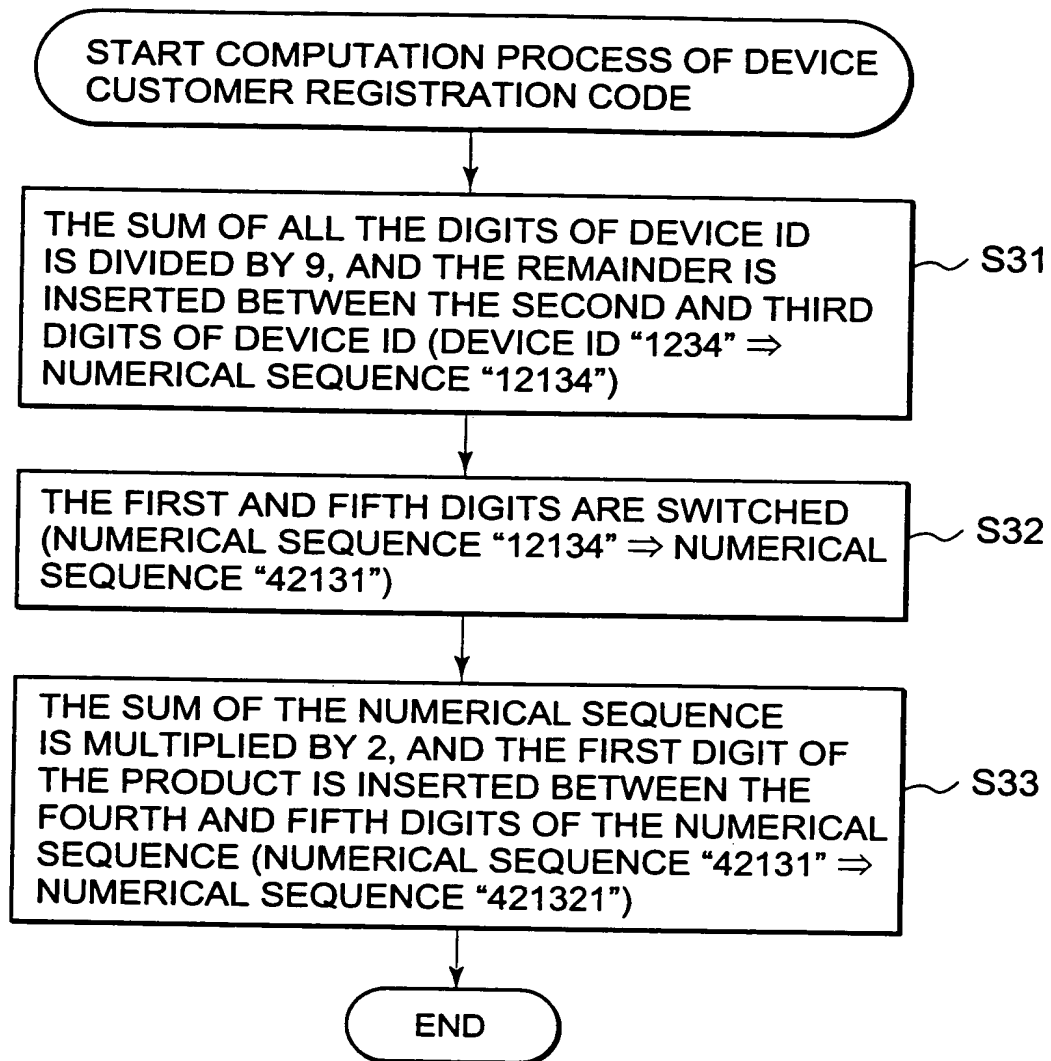 START COMPUTATION PROCESS OF DEVICE
CUSTOMER REGISTRATION CODE
THE SUM OF ALL THE DIGITS OF DEVICE ID
IS DIVIDED BY 9, AND THE REMAINDER IS
INSERTED BETWEEN THE SECOND AND THIRD
DIGITS OF DEVICE ID (DEVICE ID “1234” ⇒
NUMERICAL SEQUENCE “12134”)
S31
THE FIRST AND FIFTH DIGITS ARE SWITCHED
(NUMERICAL SEQUENCE “12134” ⇒ NUMERICAL
SEQUENCE “42131”)
S32
THE SUM OF THE NUMERICAL SEQUENCE
IS MULTIPLIED BY 2, AND THE FIRST DIGIT OF
THE PRODUCT IS INSERTED BETWEEN THE
FOURTH AND FIFTH DIGITS OF THE NUMERICAL
SEQUENCE (NUMERICAL SEQUENCE “42131” ⇒
NUMERICAL SEQUENCE “421321”)
S33
END